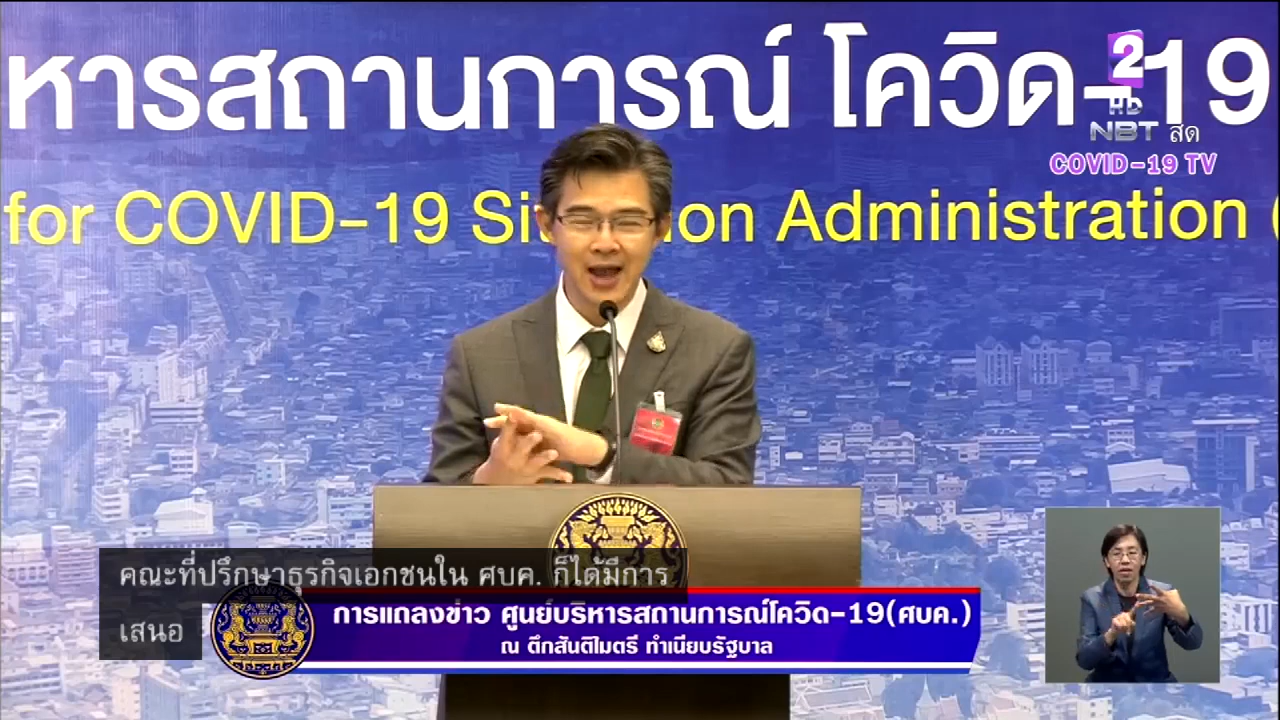 หารสถานการณ์ โควิด-19
for COVID-19 Situation Administration (
2
HD
NBT สด
COVID-19 TV
คณะที่ปรึกษาธุรกิจเอกชนใน ศบค. ก็ได้มีการ
เสนอ
การแถลงข่าว ศูนย์บริหารสถานการณ์โควิด-19(ศบค.)
ณ ตึกสันติไมตรี ทำเนียบรัฐบาล